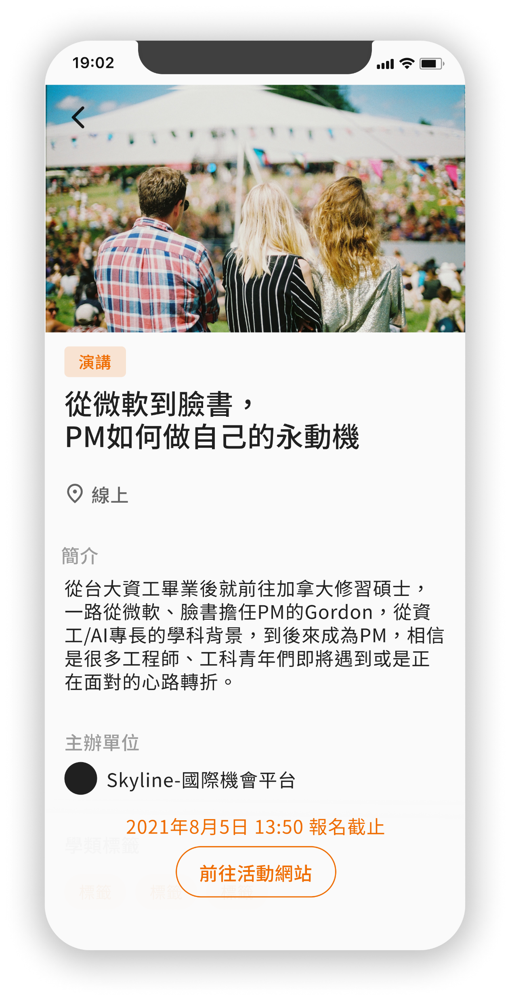 19:02
演講
從微軟到臉書，
PM如何做自己的永動機
線上
簡介
從台大資工畢業後就前往加拿大修習碩士，
一路從微軟、臉書擔任PM的Gordon，從資
工/AI專長的學科背景，到後來成為PM，相信
是很多工程師、工科青年們即將遇到或是正
在面對的心路轉折。
主辦單位
Skyline-國際機會平台
2021年8月5日 13:50 報名截止
學類標籤
前往活動網站
標籤 標籤 標籤